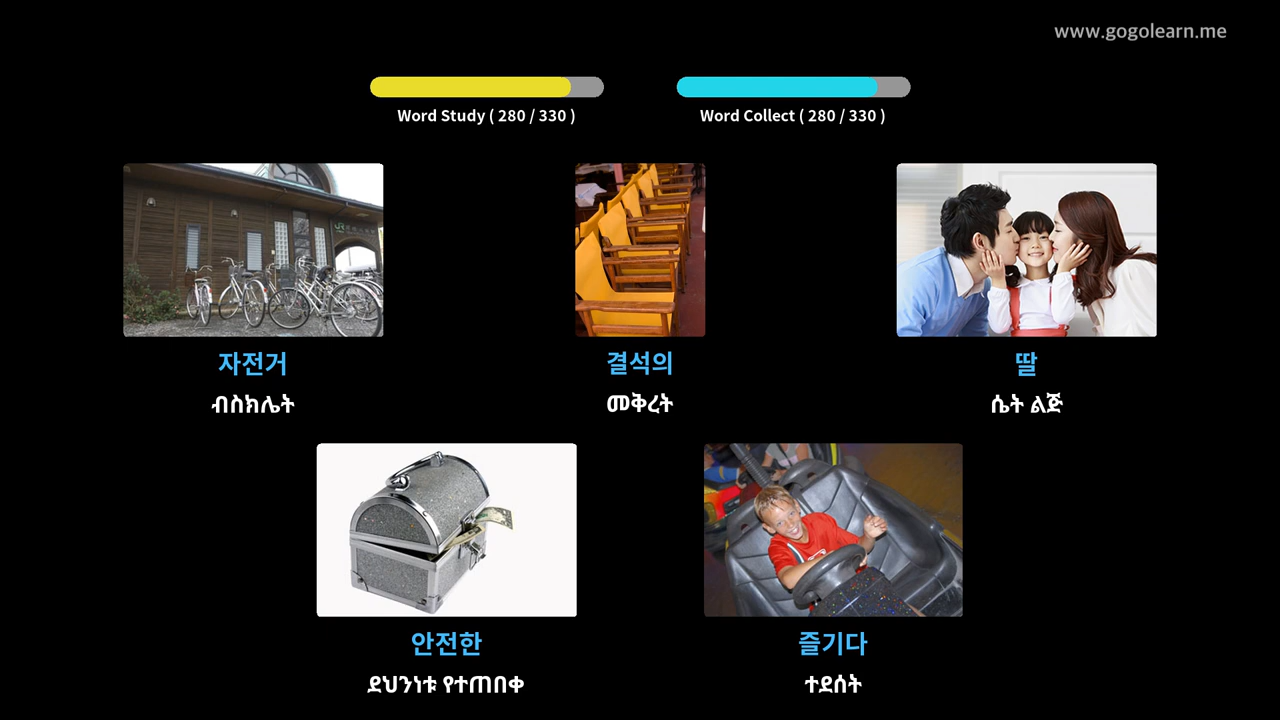 www.gogolearn.me
Word Study ( 280 / 330 )
Word Collect ( 280 / 330 )
자전거
ብስክሌት
결석의
መቅረት
딸
ሴት ልጅ
안전한
ደህንነቱ የተጠበቀ
즐기다
ተደሰት